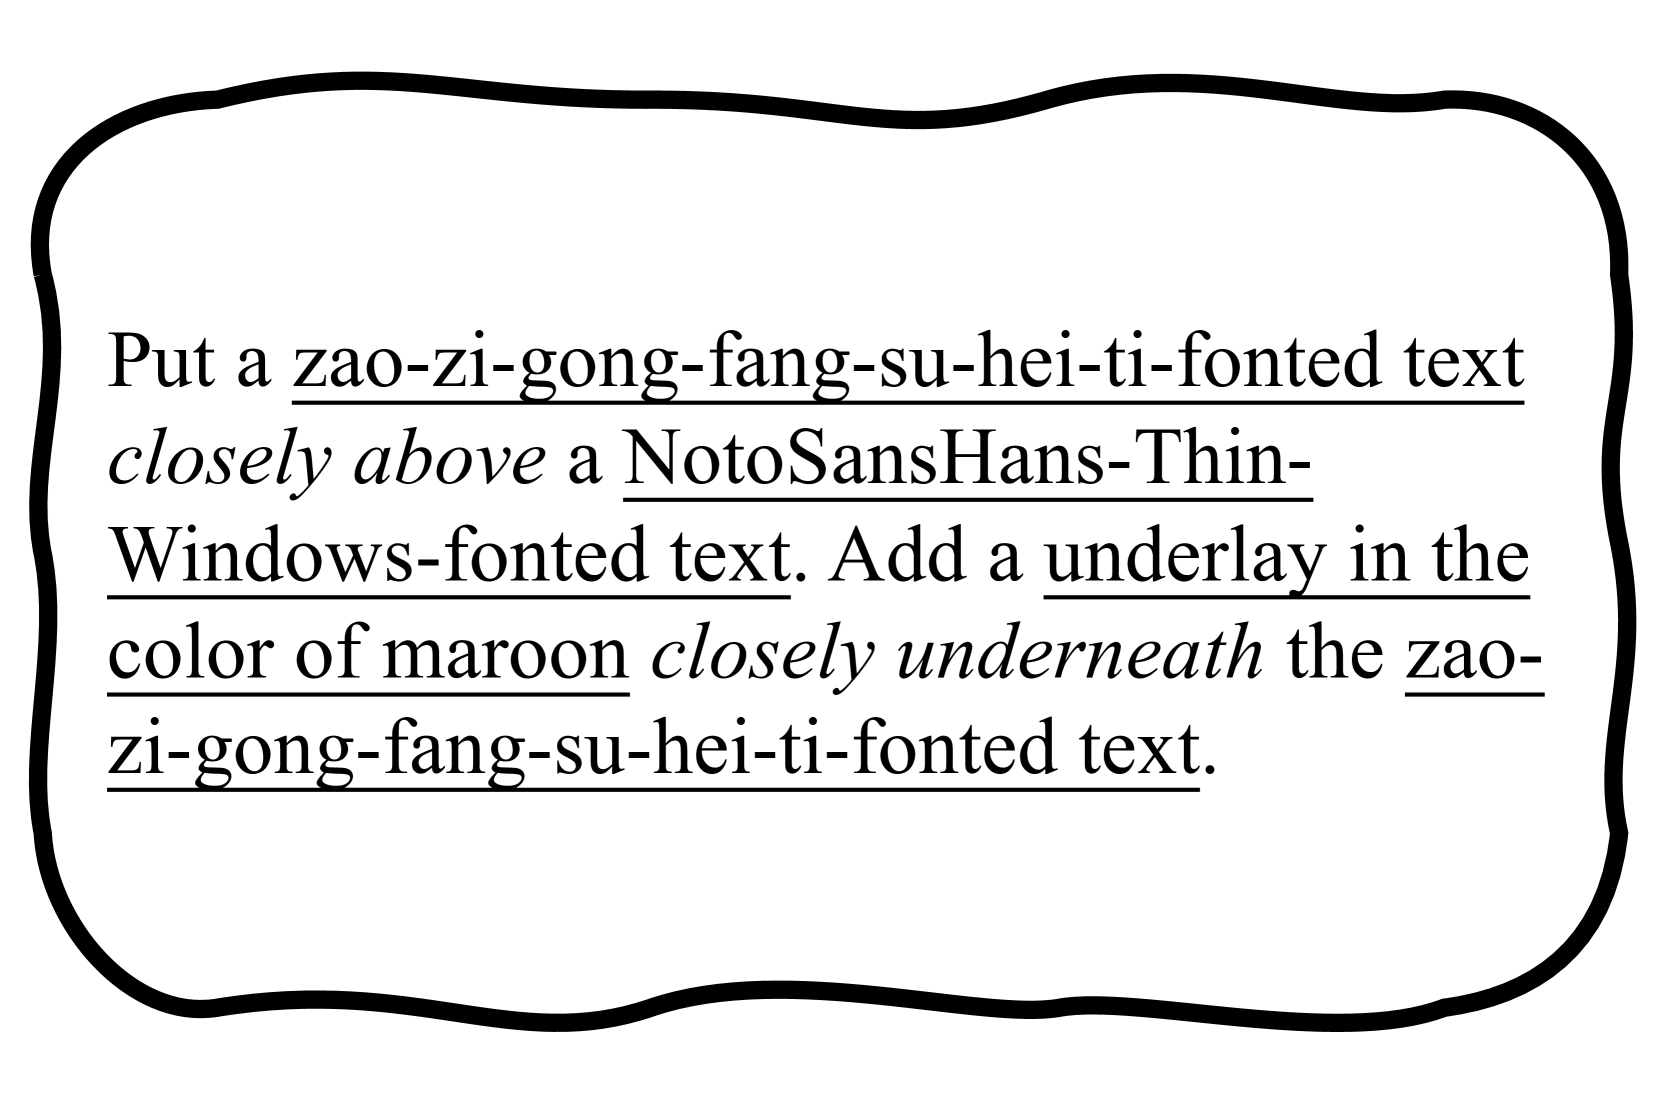 Put a zao-zi-gong-fang-su-hei-ti-fonted text
closely above a NotoSansHans-Thin-
Windows-fonted text. Add a underlay in the
color of maroon closely underneath the zao-
zi-gong-fang-su-hei-ti-fonted text.